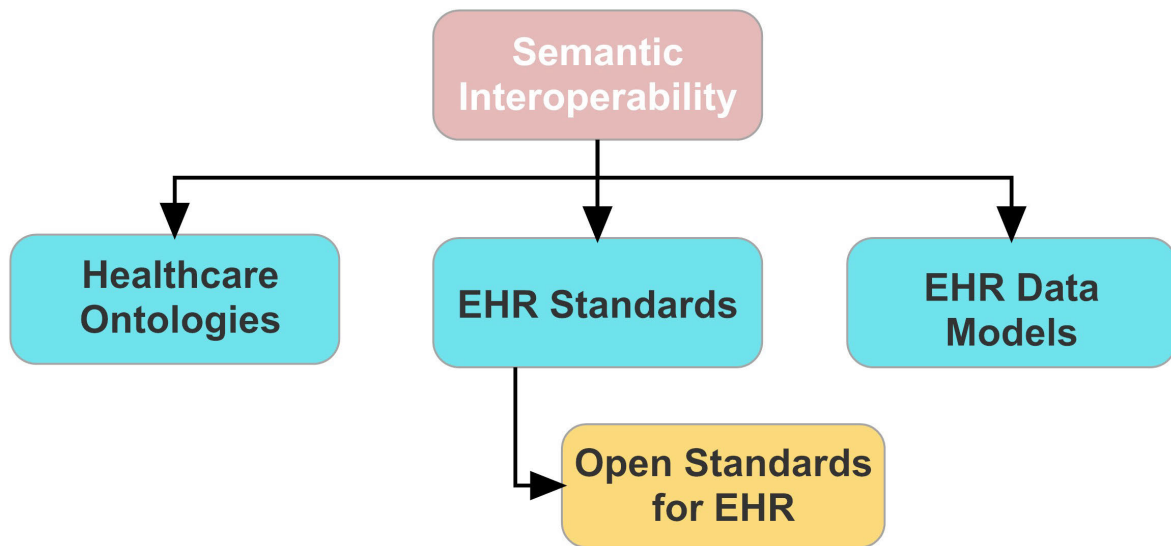 Semantic
Interoperability
Healthcare
Ontologies
EHR Standards
EHR Data
Models
Open Standards
for EHR